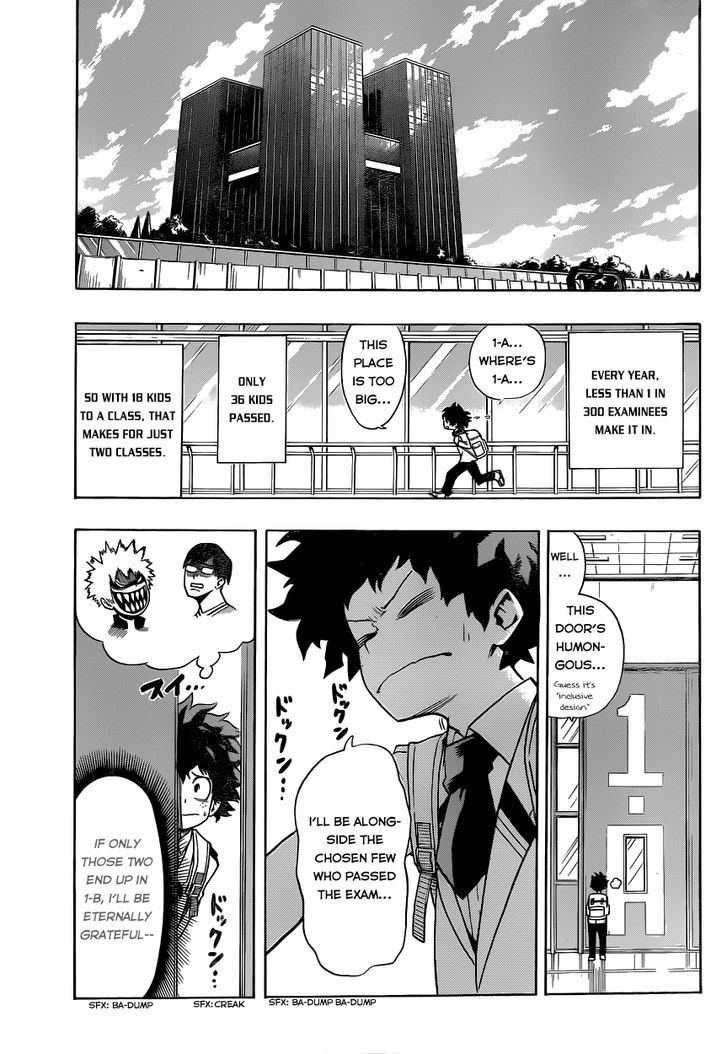 EVERY YEAR,
LESS THAN 1 IN
300 EXAMINEES
MAKE IT IN.
1-A...
WHERE'S
1-A...
THIS
PLACE
IS TOO
BIG...
ONLY
36 KIDS
PASSED.
SO WITH 18 KIDS
TO A CLASS, THAT
MAKES FOR JUST
TWO CLASSES.
WELL
...
THIS
DOOR'S
HUMON-
GOUS...
Guess it's
"inclusive
design"
1-A
ドックン…
ドックン…
I'LL BE ALONG-
SIDE THE
CHOSEN FEW
WHO PASSED
THE EXAM...
SFX: BA-DUMP BA-DUMP
スイ…
ドックン…
IF ONLY
THOSE TWO
END UP IN
1-B, I'LL BE
ETERNALLY
GRATEFUL--
SFX: BA-DUMP
SFX: CREAK